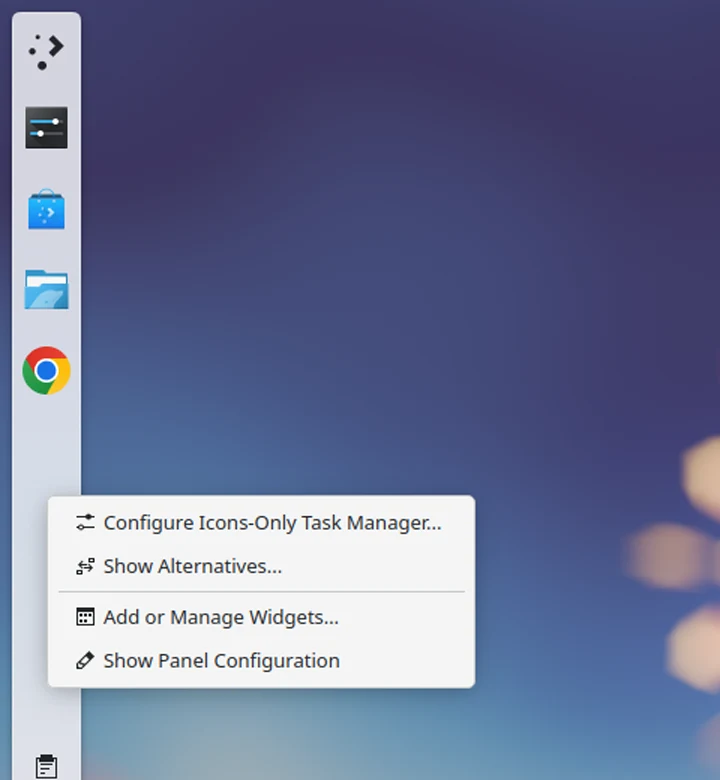 Configure Icons-Only Task Manager...
Show Alternatives...
Add or Manage Widgets...
Show Panel Configuration